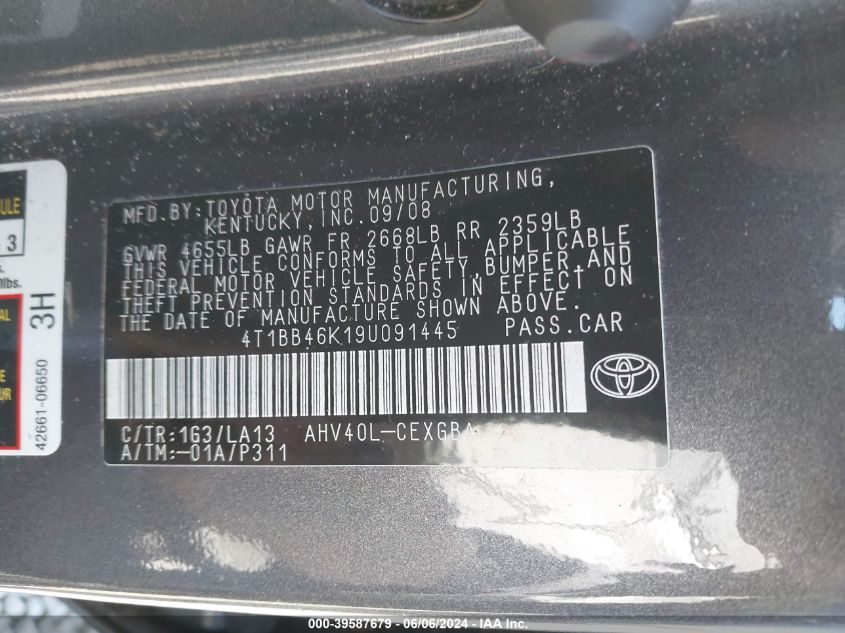 MFD.BY:TOYOTA MOTOR MANUFACTURING,
KENTUCKY, INC. 09/08
GVWR 4655LB GAWR FR 2668LB RR 2359LB
THIS VEHICLE CONFORMS TO ALL APPLICABLE
FEDERAL MOTOR VEHICLE SAFETY,BUMPER,AND
THEFT PREVENTION STANDARDS IN EFFECT ON
THE DATE OF MANUFACTURE SHOWN ABOVE.
4T1BB46K19U091445 PASS.CAR
C/TR:163/LA13 AHV40L-CEXGBA
A/TM:-01A/P311
3
3H
42661-06650
000-39587679 - 06/06/2024 - IAA Inc.